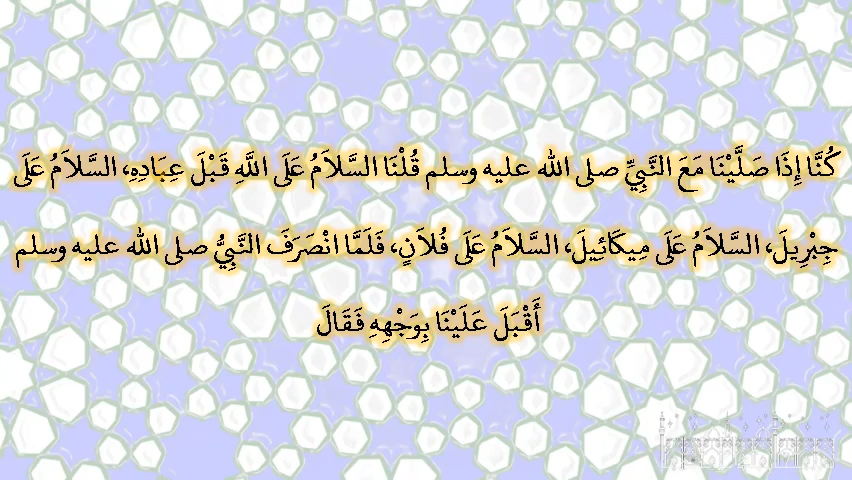 كُنَّا إِذَا صَلَّيْنَا مَعَ النَّبِيِّ صلى الله عليه وسلم قُلْنَا السَّلاَمُ عَلَى اللَّهِ قَبْلَ عِبَادِهِ، السَّلاَمُ عَلَى
جِبْرِيلَ، السَّلاَمُ عَلَى مِيكَائِيلَ، السَّلاَمُ عَلَى فُلاَنٍ، فَلَمَّا انْصَرَفَ النَّبِيُّ صلى الله عليه وسلم
أَقْبَلَ عَلَيْنَا بِوَجْهِهِ فَقَالَ